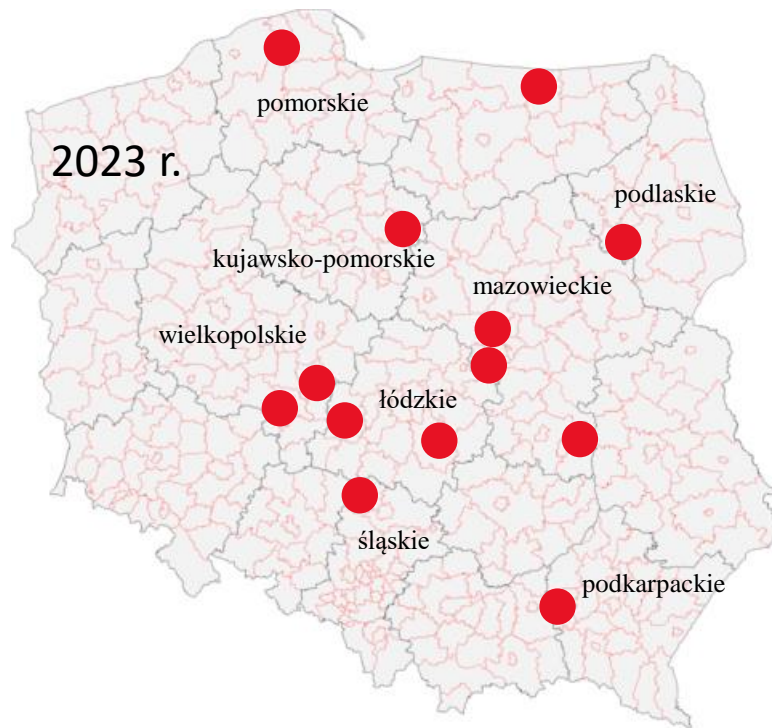 pomorskie
2023 r.
podlaskie
kujawsko-pomorskie
mazowieckie
wielkopolskie
łódzkie
śląskie
podkarpackie